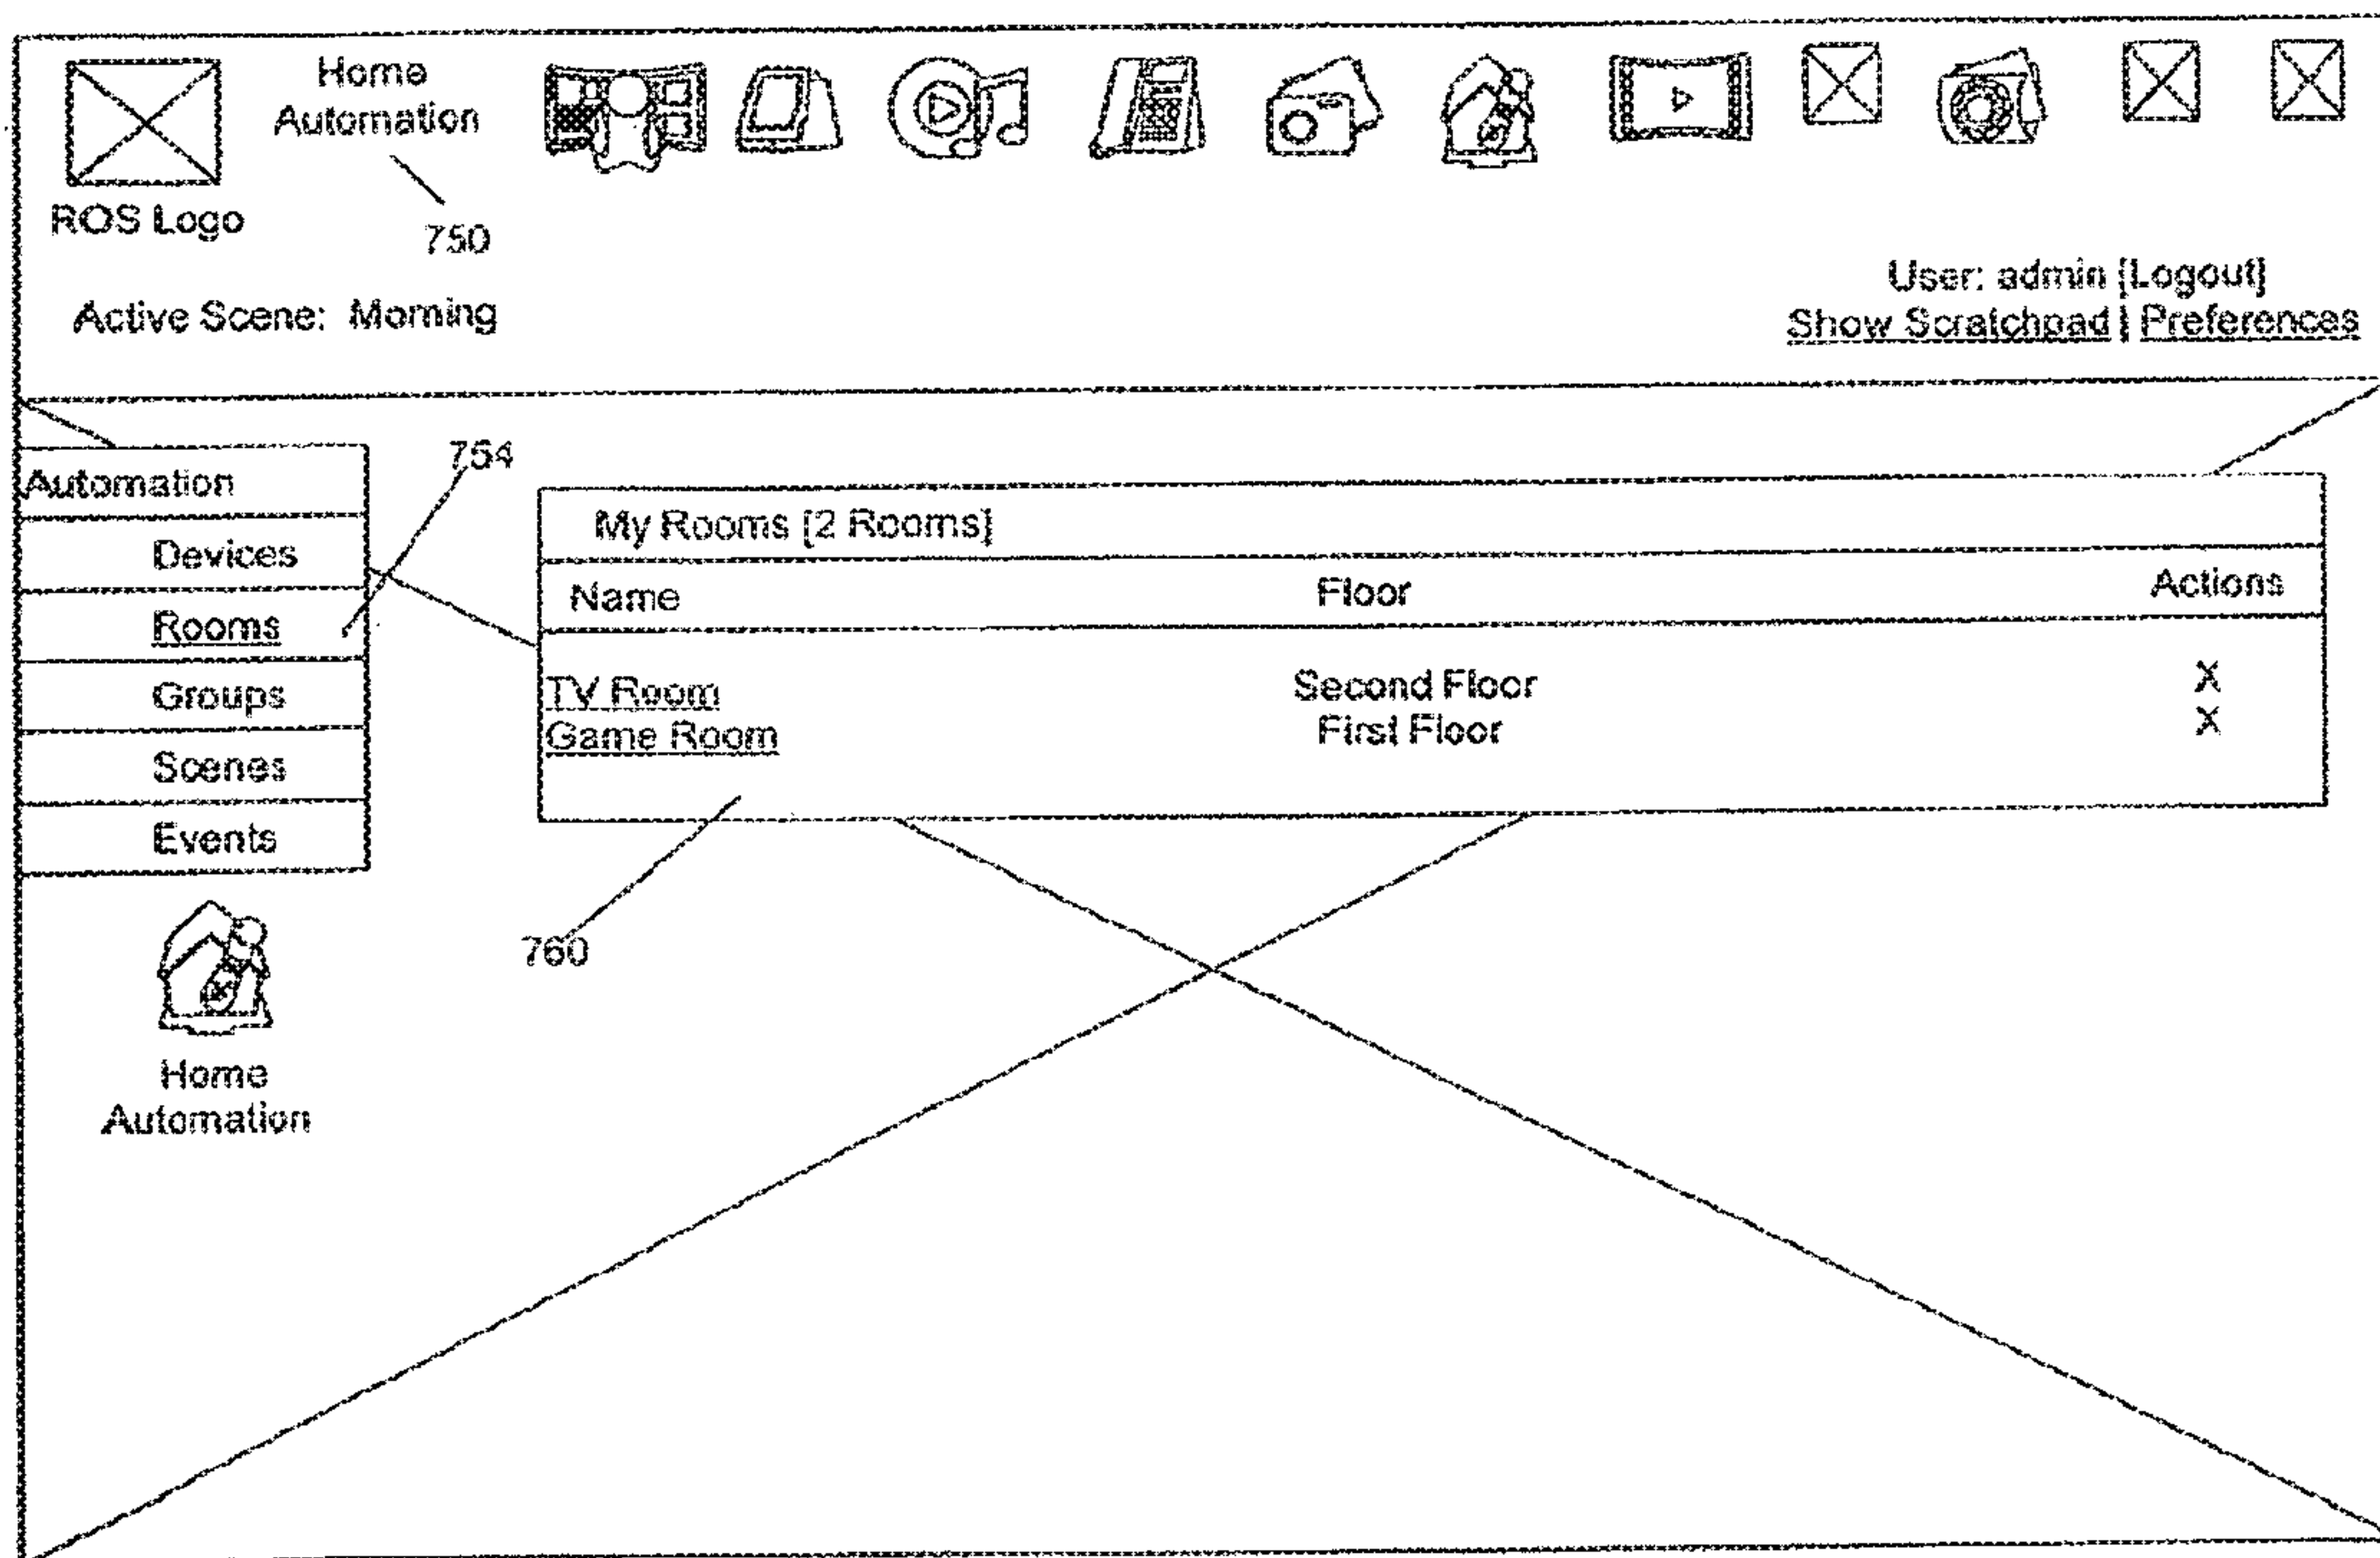 Home
Automation
ROS Logo
750
Active Scene: Morning
User: admin [Logout]
Show Scratchpad | Preferences
Automation
Devices
Rooms
Groups
Scenes
Events
754
My Rooms [2 Rooms]
Name Floor Actions
TV Room Second Floor X
Game Room First Floor X
760
Home
Automation